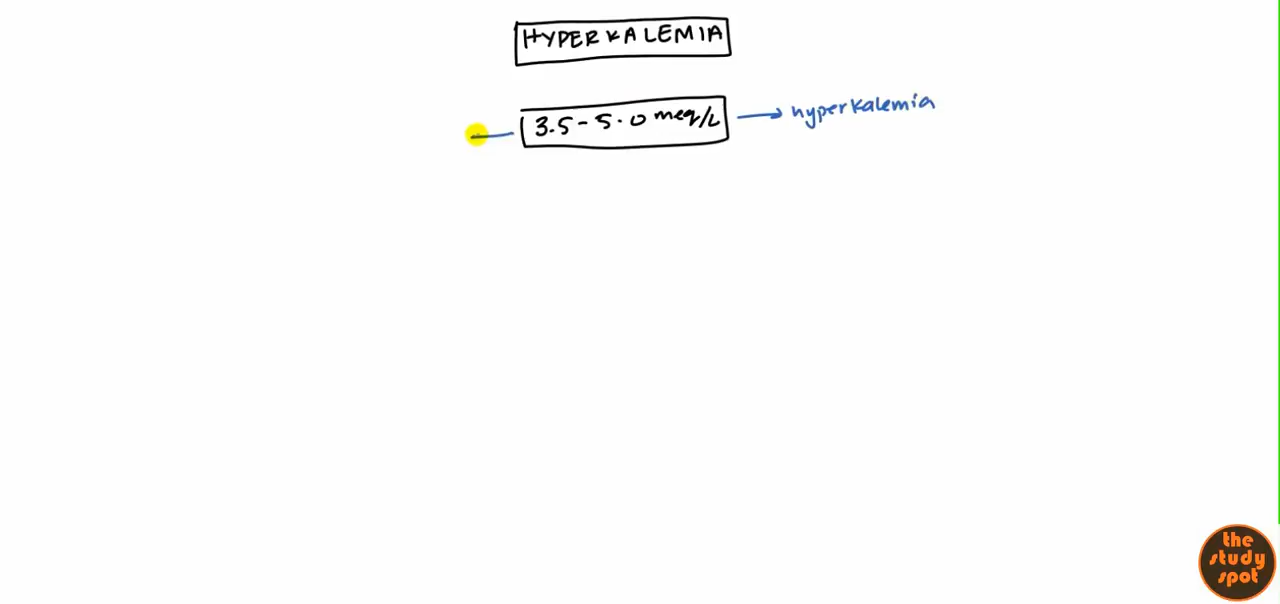 HYPERKALEMIA
3.5 - 5.0 meq/L
hyperkalemia
the
study
spot